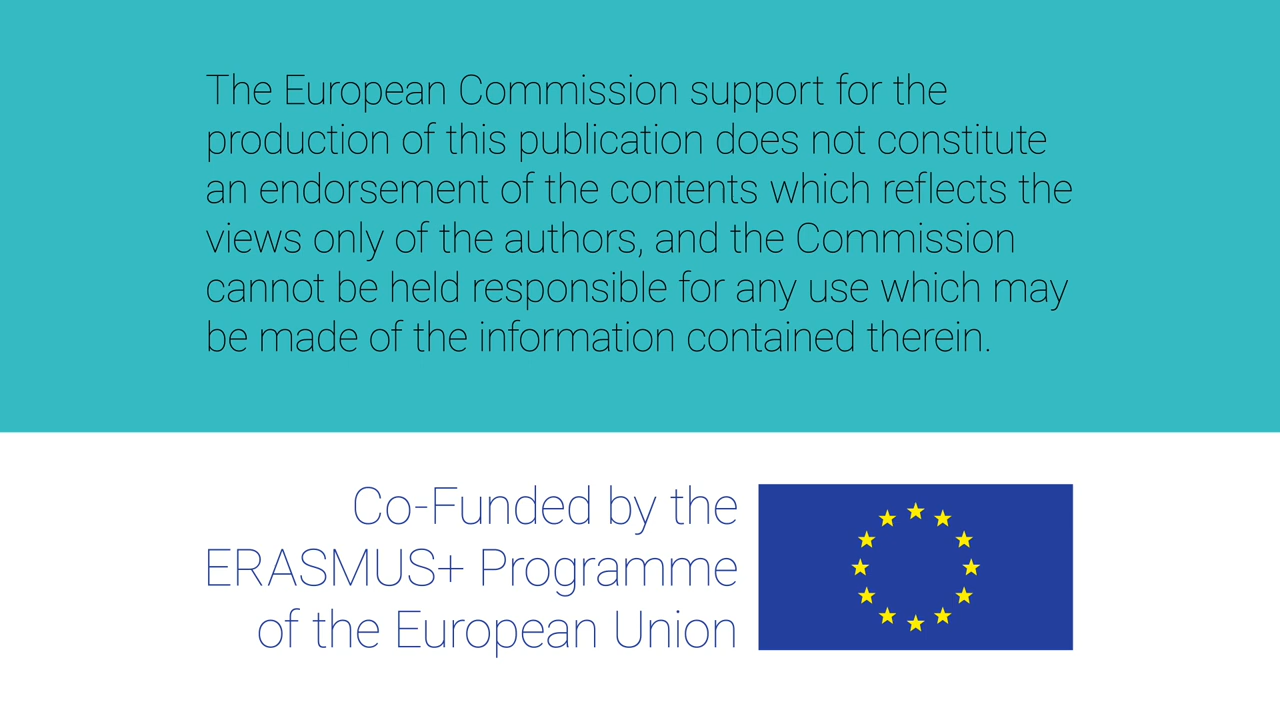 The European Commission support for the
production of this publication does not constitute
an endorsement of the contents which reflects the
views only of the authors, and the Commission
cannot be held responsible for any use which may
be made of the information contained therein.
Co-Funded by the
ERASMUS+ Programme
of the European Union